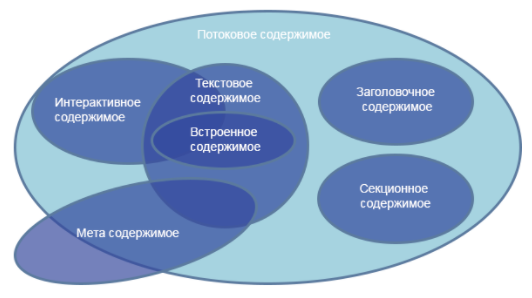 Потоковое содержимое
Интерактивное
содержимое
Текстовое
содержимое
Встроенное
содержимое
Заголовочное
содержимое
Секционное
содержимое
Мета содержимое